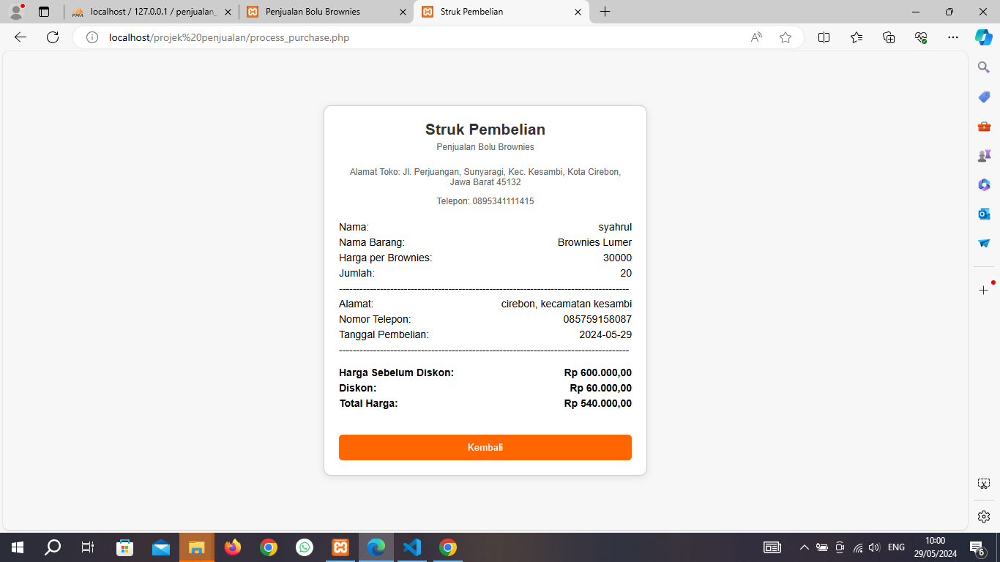 localhost / 127.0.0.1 / penjualan_
Penjualan Bolu Brownies
Struk Pembelian
localhost/projek%20penjualan/process_purchase.php
Struk Pembelian
Penjualan Bolu Brownies
Alamat Toko: Jl. Perjuangan, Sunyaragi, Kec. Kesambi, Kota Cirebon,
Jawa Barat 45132
Telepon: 0895341111415
Nama: syahrul
Nama Barang: Brownies Lumer
Harga per Brownies: 30000
Jumlah: 20
--------------------------------------------------------------------------------------
Alamat: cirebon, kecamatan kesambi
Nomor Telepon: 085759158087
Tanggal Pembelian: 2024-05-29
--------------------------------------------------------------------------------------
Harga Sebelum Diskon: Rp 600.000,00
Diskon: Rp 60.000,00
Total Harga: Rp 540.000,00
Kembali
ENG
10:00
29/05/2024
6